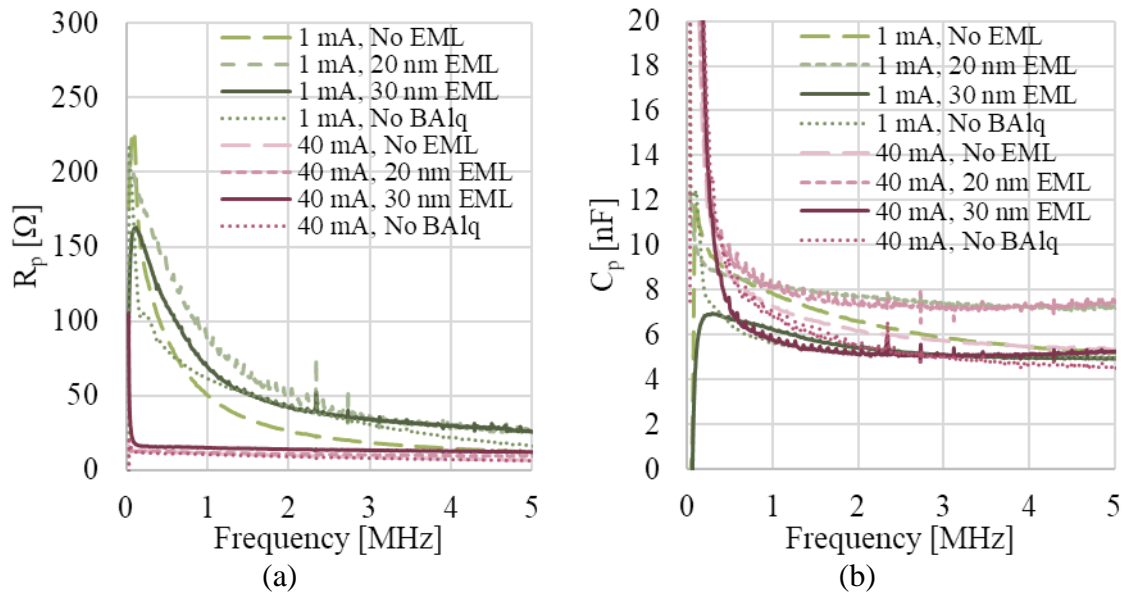 300
250
200
150
100
50
0
R_p [Ω]
1 mA, No EML
1 mA, 20 nm EML
1 mA, 30 nm EML
1 mA, No BAlq
40 mA, No EML
40 mA, 20 nm EML
40 mA, 30 nm EML
40 mA, No BAlq
0 1 2 3 4 5
Frequency [MHz]
(a)
20
18
16
14
12
10
8
6
4
2
0
C_p [nF]
1 mA, No EML
1 mA, 20 nm EML
1 mA, 30 nm EML
1 mA, No BAlq
40 mA, No EML
40 mA, 20 nm EML
40 mA, 30 nm EML
40 mA, No BAlq
0 1 2 3 4 5
Frequency [MHz]
(b)